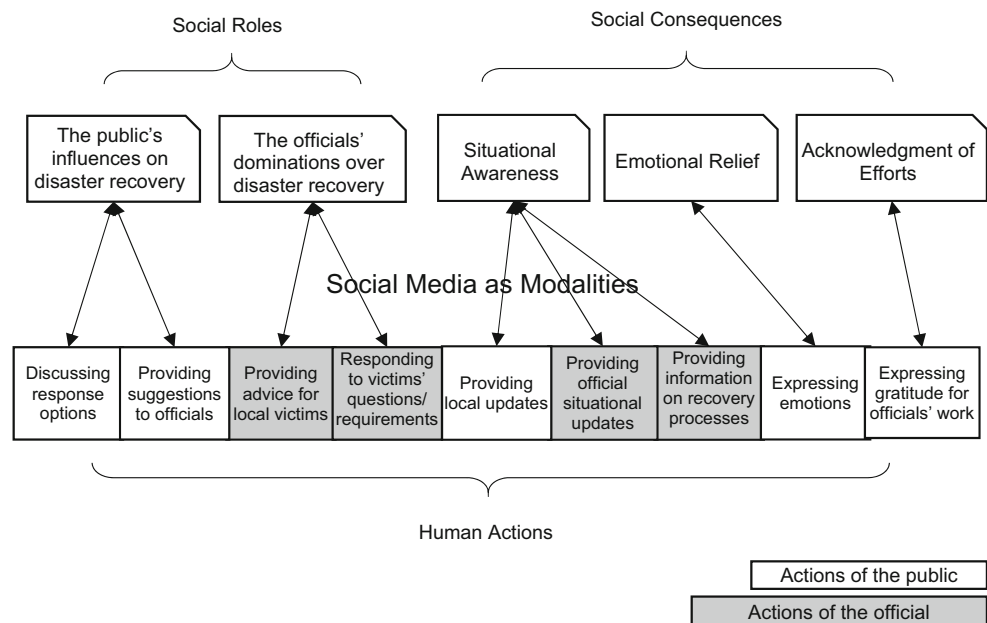 Social Roles
Social Consequences
The public's
influences on
disaster recovery
The officials'
dominations over
disaster recovery
Situational
Awareness
Emotional Relief
Acknowledgment of
Efforts
Social Media as Modalities
Discussing
response
options
Providing
suggestions
to officials
Providing
advice for
local victims
Responding
to victims'
questions/
requirements
Providing
local updates
Providing
official
situational
updates
Providing
information
on recovery
processes
Expressing
emotions
Expressing
gratitude for
officials' work
Human Actions
Actions of the public
Actions of the official